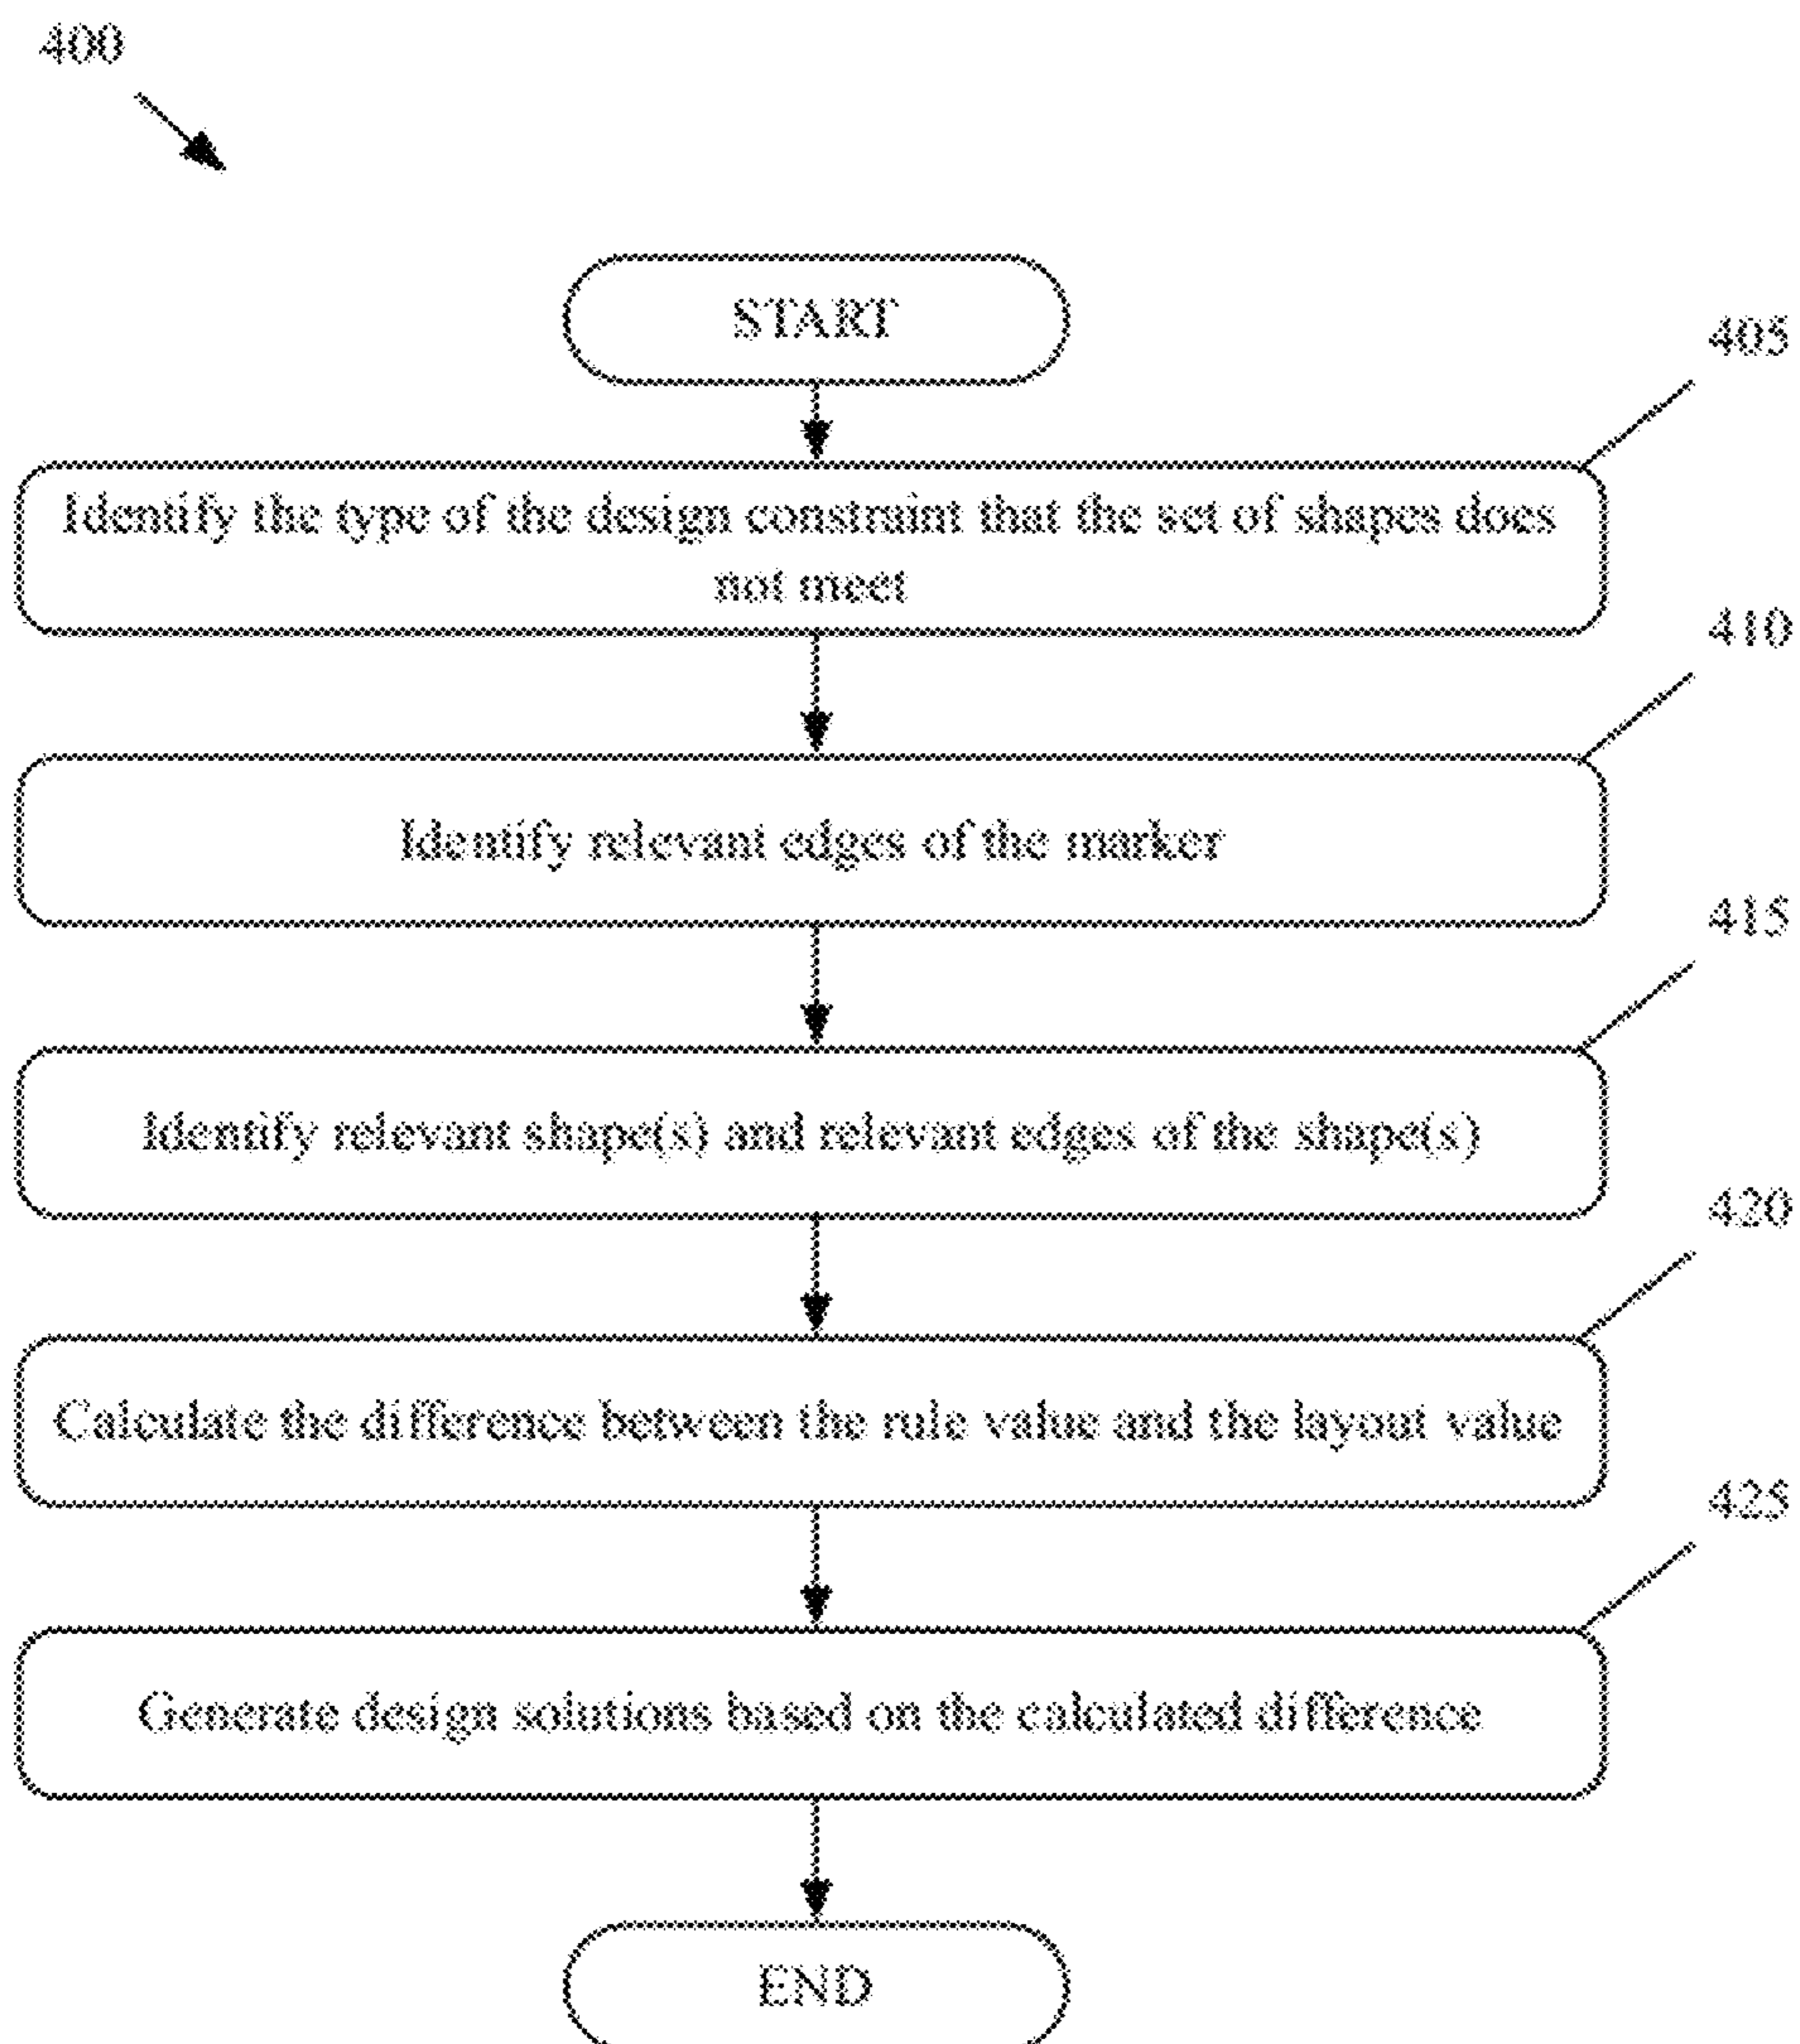 400
START
405
Identify the type of the design constraint that the set of shapes does
not meet
410
Identify relevant edges of the marker
415
Identify relevant shape(s) and relevant edges of the shape(s)
420
Calculate the difference between the rule value and the layout value
425
Generate design solutions based on the calculated difference
END